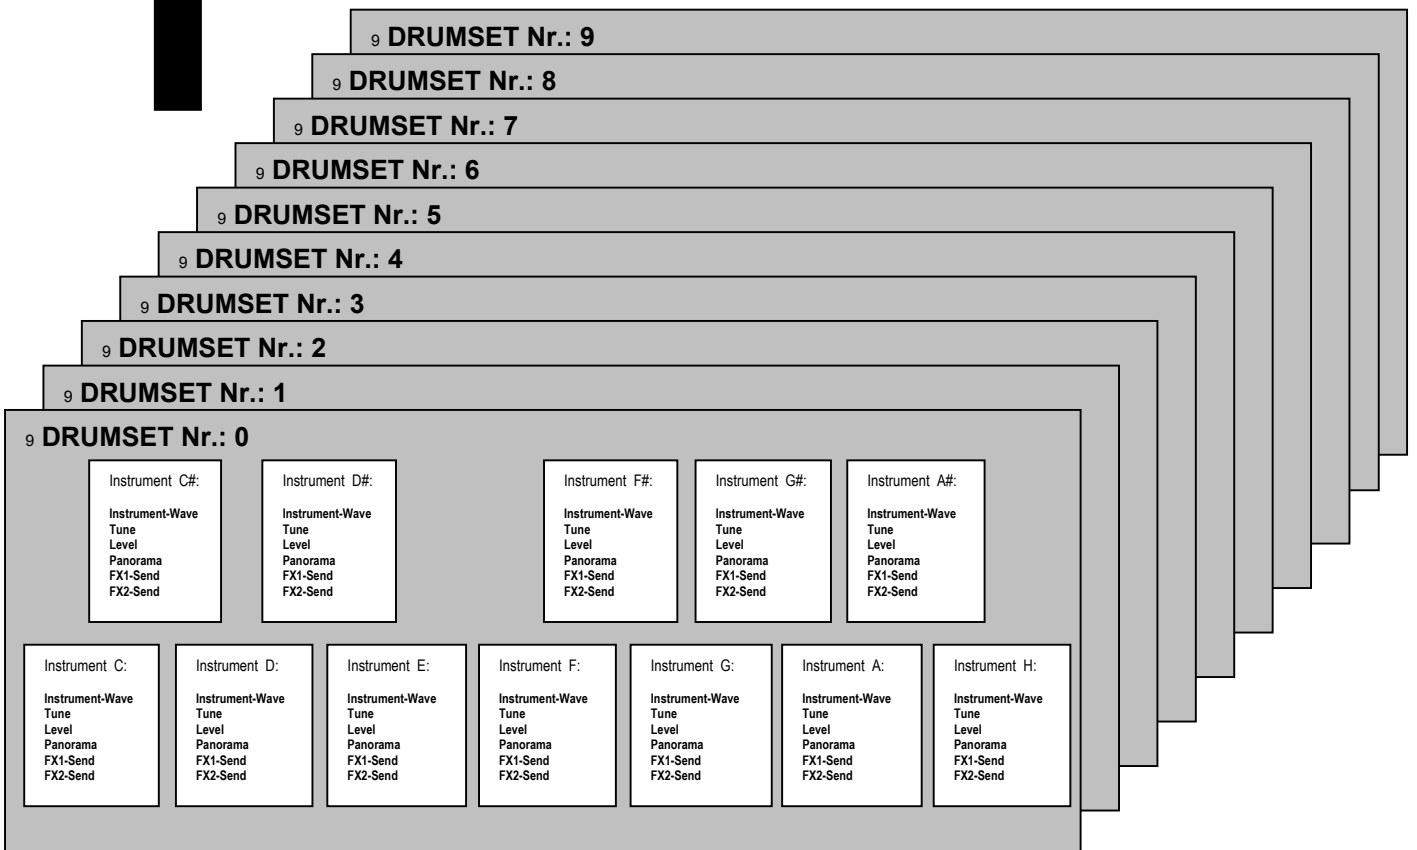 9 DRUMSET Nr.: 9
9 DRUMSET Nr.: 8
9 DRUMSET Nr.: 7
9 DRUMSET Nr.: 6
9 DRUMSET Nr.: 5
9 DRUMSET Nr.: 4
9 DRUMSET Nr.: 3
9 DRUMSET Nr.: 2
9 DRUMSET Nr.: 1
9 DRUMSET Nr.: 0
Instrument C#:
Instrument-Wave
Tune
Level
Panorama
FX1-Send
FX2-Send
Instrument D#:
Instrument-Wave
Tune
Level
Panorama
FX1-Send
FX2-Send
Instrument F#:
Instrument-Wave
Tune
Level
Panorama
FX1-Send
FX2-Send
Instrument G#:
Instrument-Wave
Tune
Level
Panorama
FX1-Send
FX2-Send
Instrument A#:
Instrument-Wave
Tune
Level
Panorama
FX1-Send
FX2-Send
Instrument C:
Instrument-Wave
Tune
Level
Panorama
FX1-Send
FX2-Send
Instrument D:
Instrument-Wave
Tune
Level
Panorama
FX1-Send
FX2-Send
Instrument E:
Instrument-Wave
Tune
Level
Panorama
FX1-Send
FX2-Send
Instrument F:
Instrument-Wave
Tune
Level
Panorama
FX1-Send
FX2-Send
Instrument G:
Instrument-Wave
Tune
Level
Panorama
FX1-Send
FX2-Send
Instrument A:
Instrument-Wave
Tune
Level
Panorama
FX1-Send
FX2-Send
Instrument H:
Instrument-Wave
Tune
Level
Panorama
FX1-Send
FX2-Send